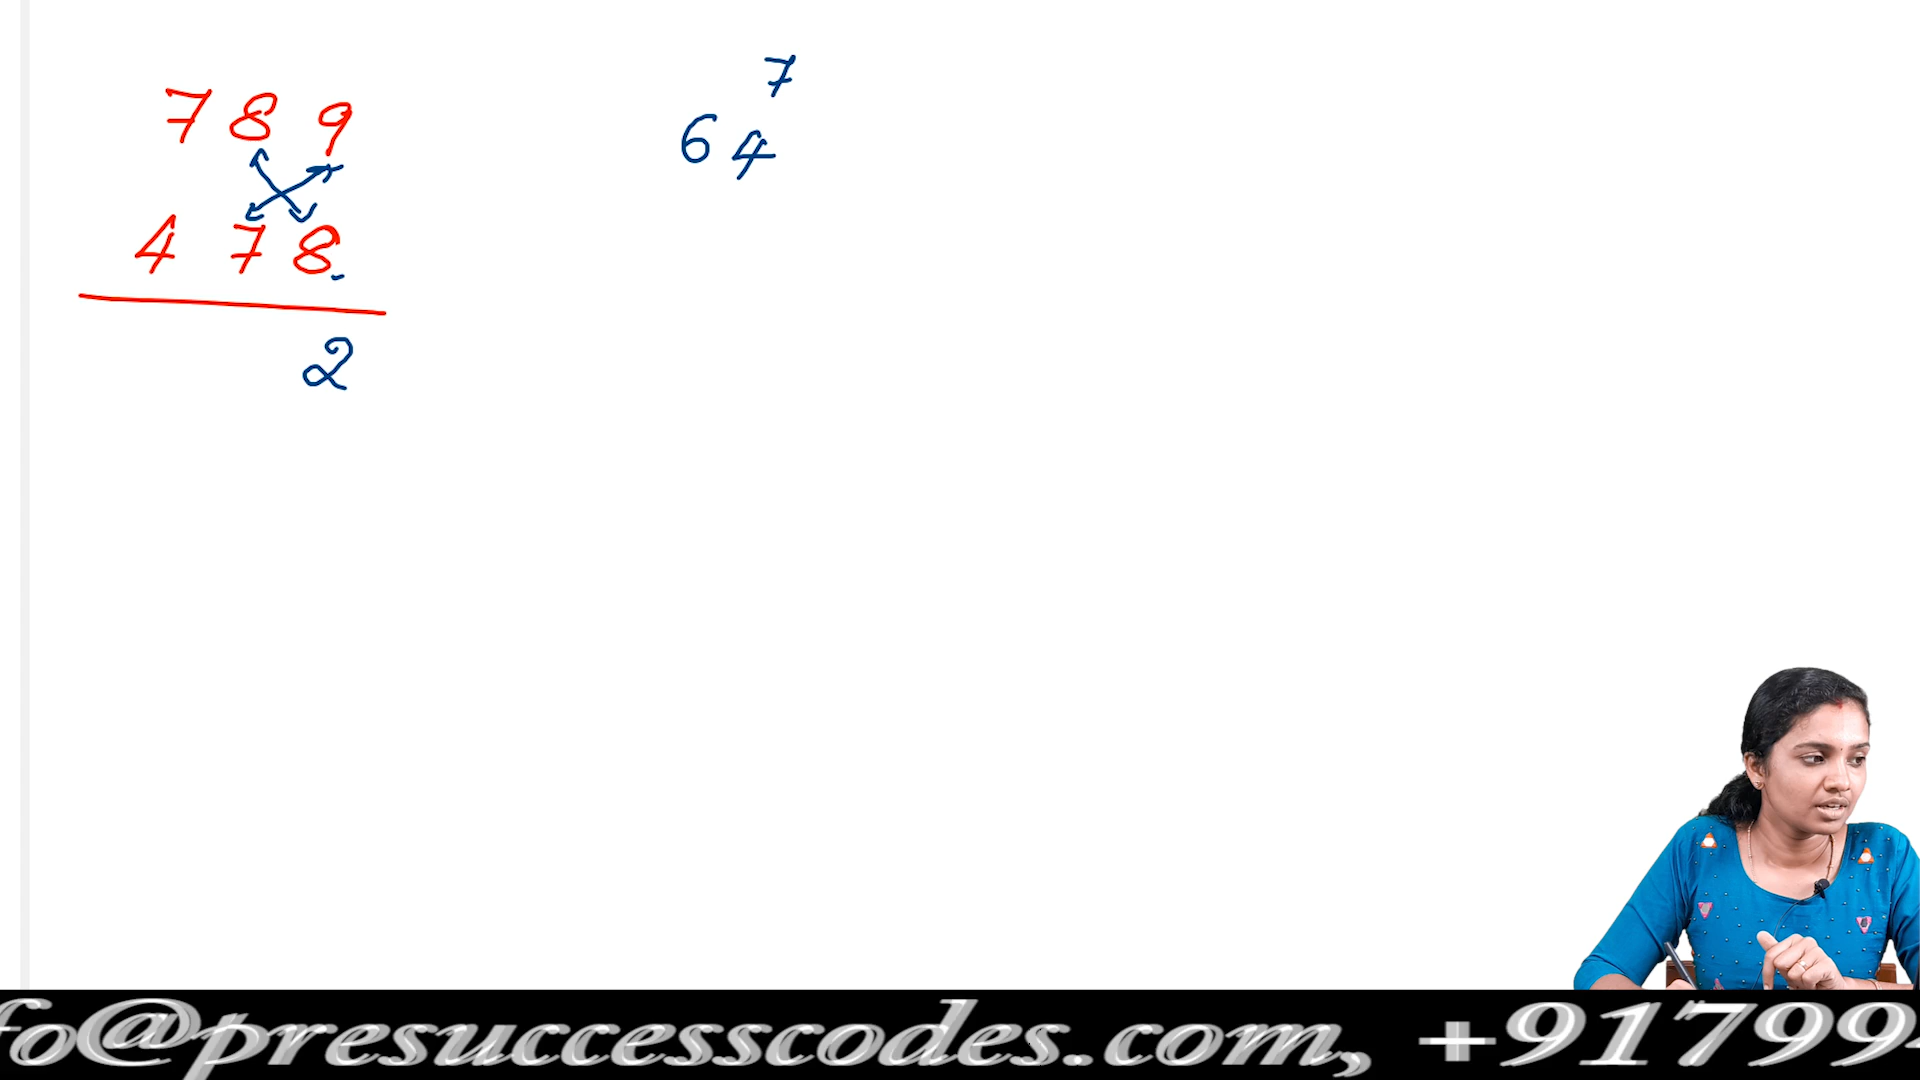 7 8 9
4 7 8
2
7
6 4
fo@presuccesscodes.com, +91799